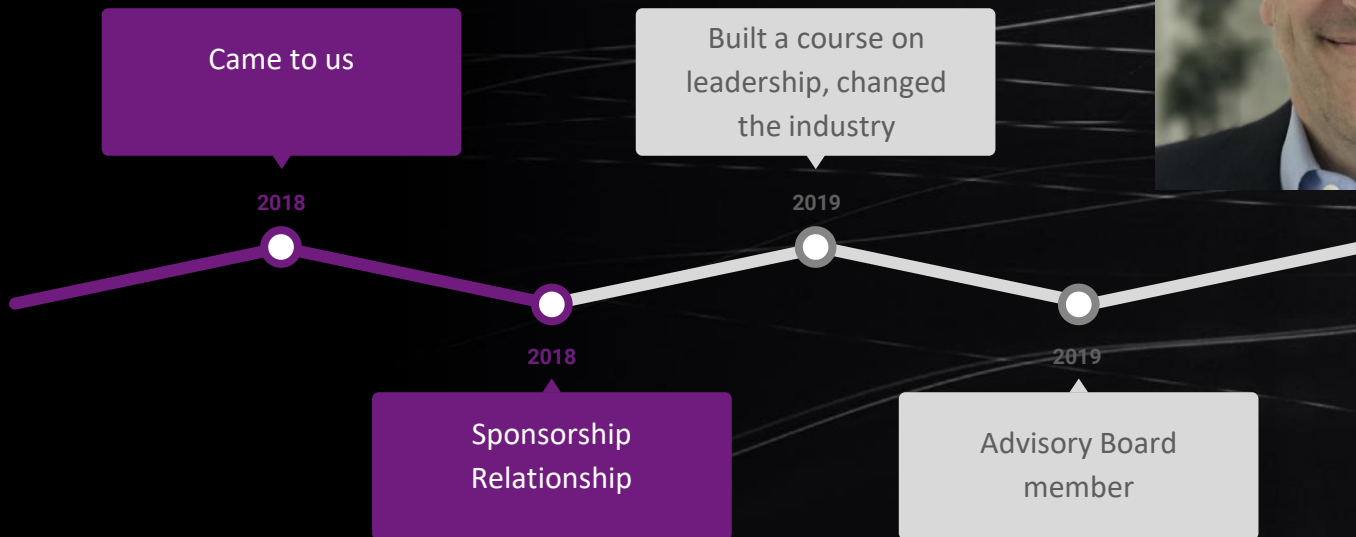 Came to us
2018
Sponsorship
Relationship
2018
Built a course on
leadership, changed
the industry
2019
Advisory Board
member
2019